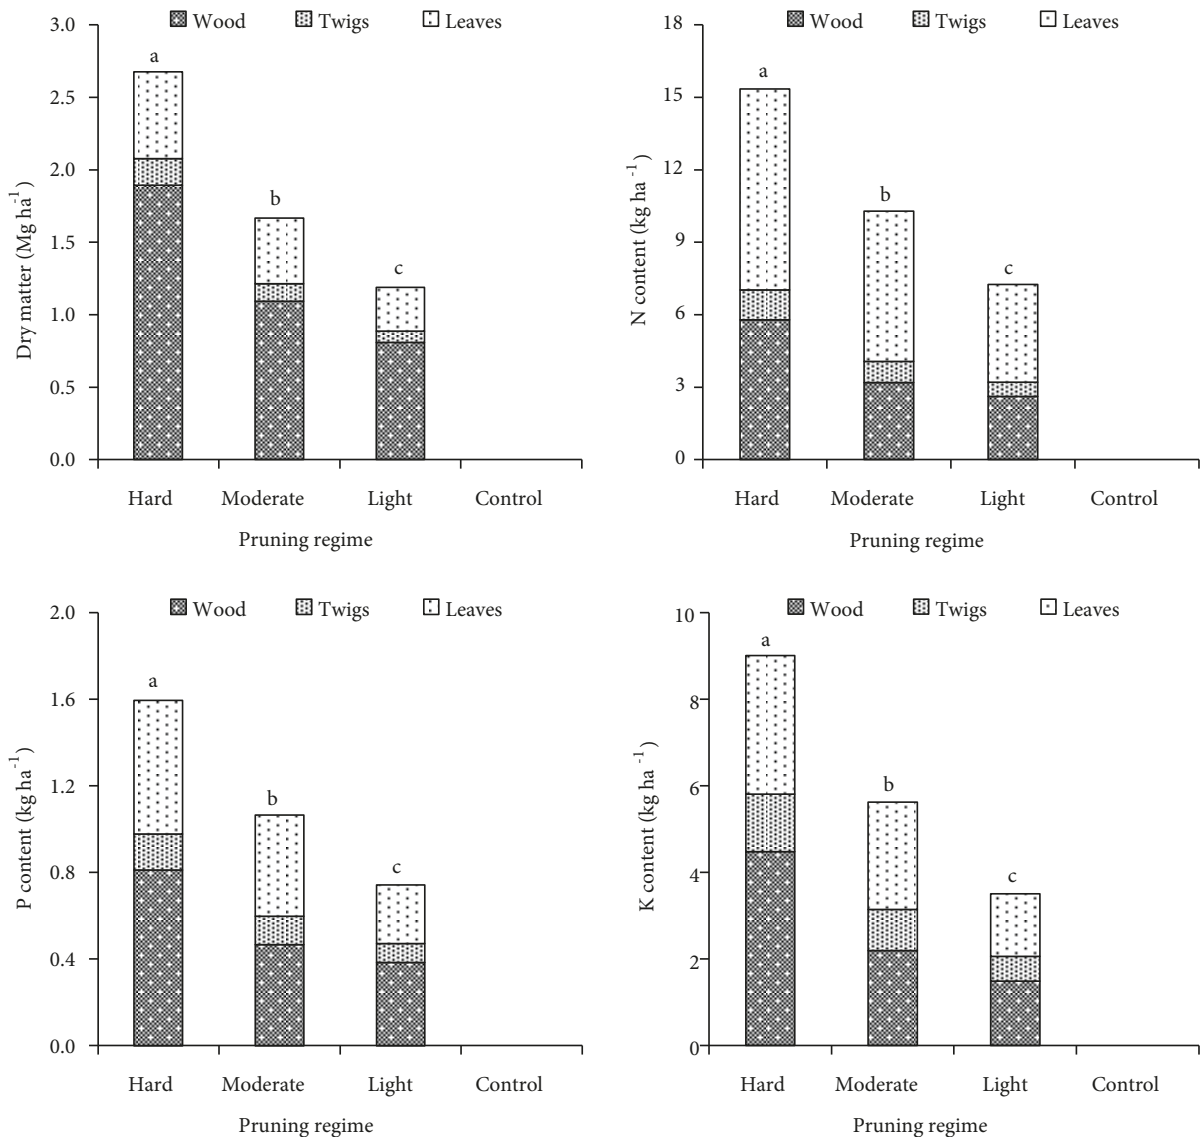 Wood Twigs Leaves
3.0
2.5
2.0
1.5
1.0
0.5
0.0
Dry matter (Mg ha-1)
a
b
c
Hard Moderate Light Control
Pruning regime
Wood Twigs Leaves
18
15
12
9
6
3
0
N content (kg ha -1)
a
b
c
Hard Moderate Light Control
Pruning regime
Wood Twigs Leaves
2.0
1.6
1.2
0.8
0.4
0.0
P content (kg ha -1)
a
b
c
Hard Moderate Light Control
Pruning regime
Wood Twigs Leaves
10
8
6
4
2
0
K content (kg ha -1)
a
b
c
Hard Moderate Light Control
Pruning regime